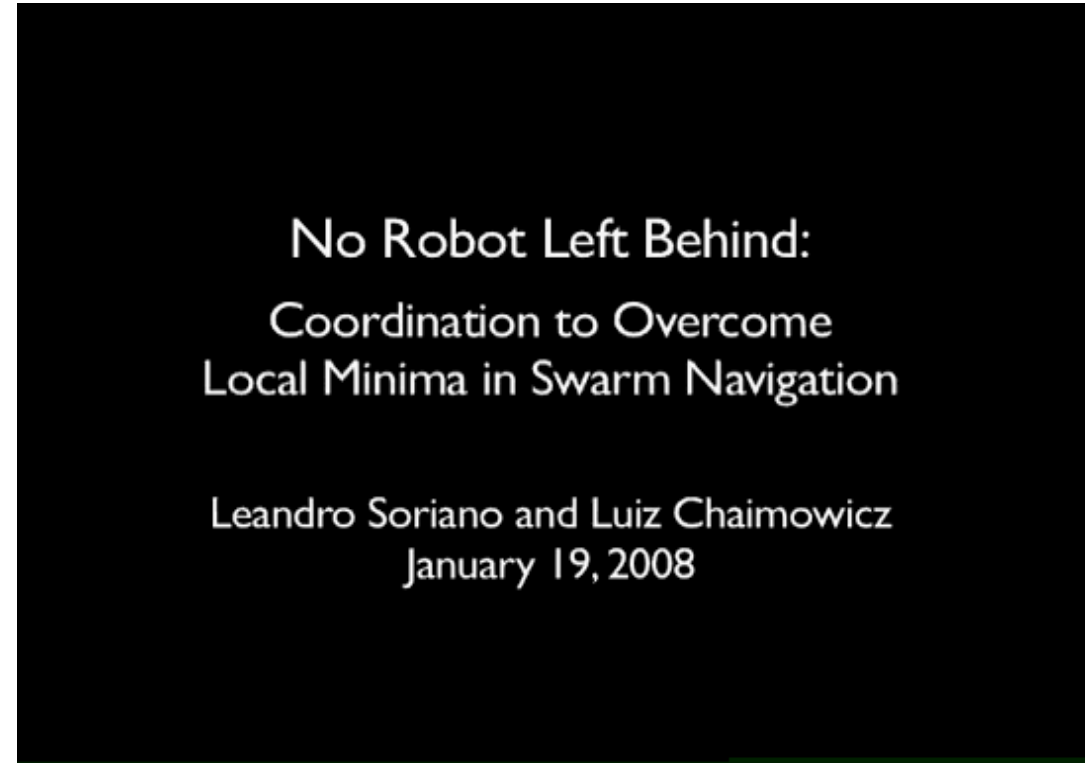 No Robot Left Behind:
Coordination to Overcome
Local Minima in Swarm Navigation
Leandro Soriano and Luiz Chaimowicz
January 19, 2008